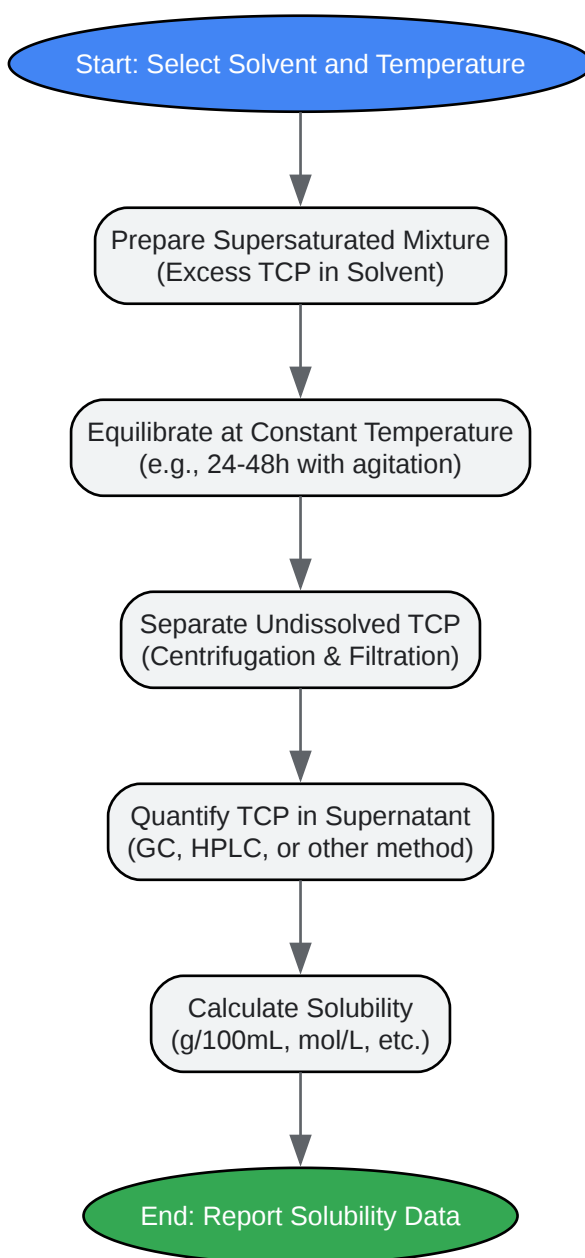 Start: Select Solvent and Temperature
Prepare Supersaturated Mixture
(Excess TCP in Solvent)
Equilibrate at Constant Temperature
(e.g., 24-48h with agitation)
Separate Undissolved TCP
(Centrifugation & Filtration)
Quantify TCP in Supernatant
(GC, HPLC, or other method)
Calculate Solubility
(g/100mL, mol/L, etc.)
End: Report Solubility Data